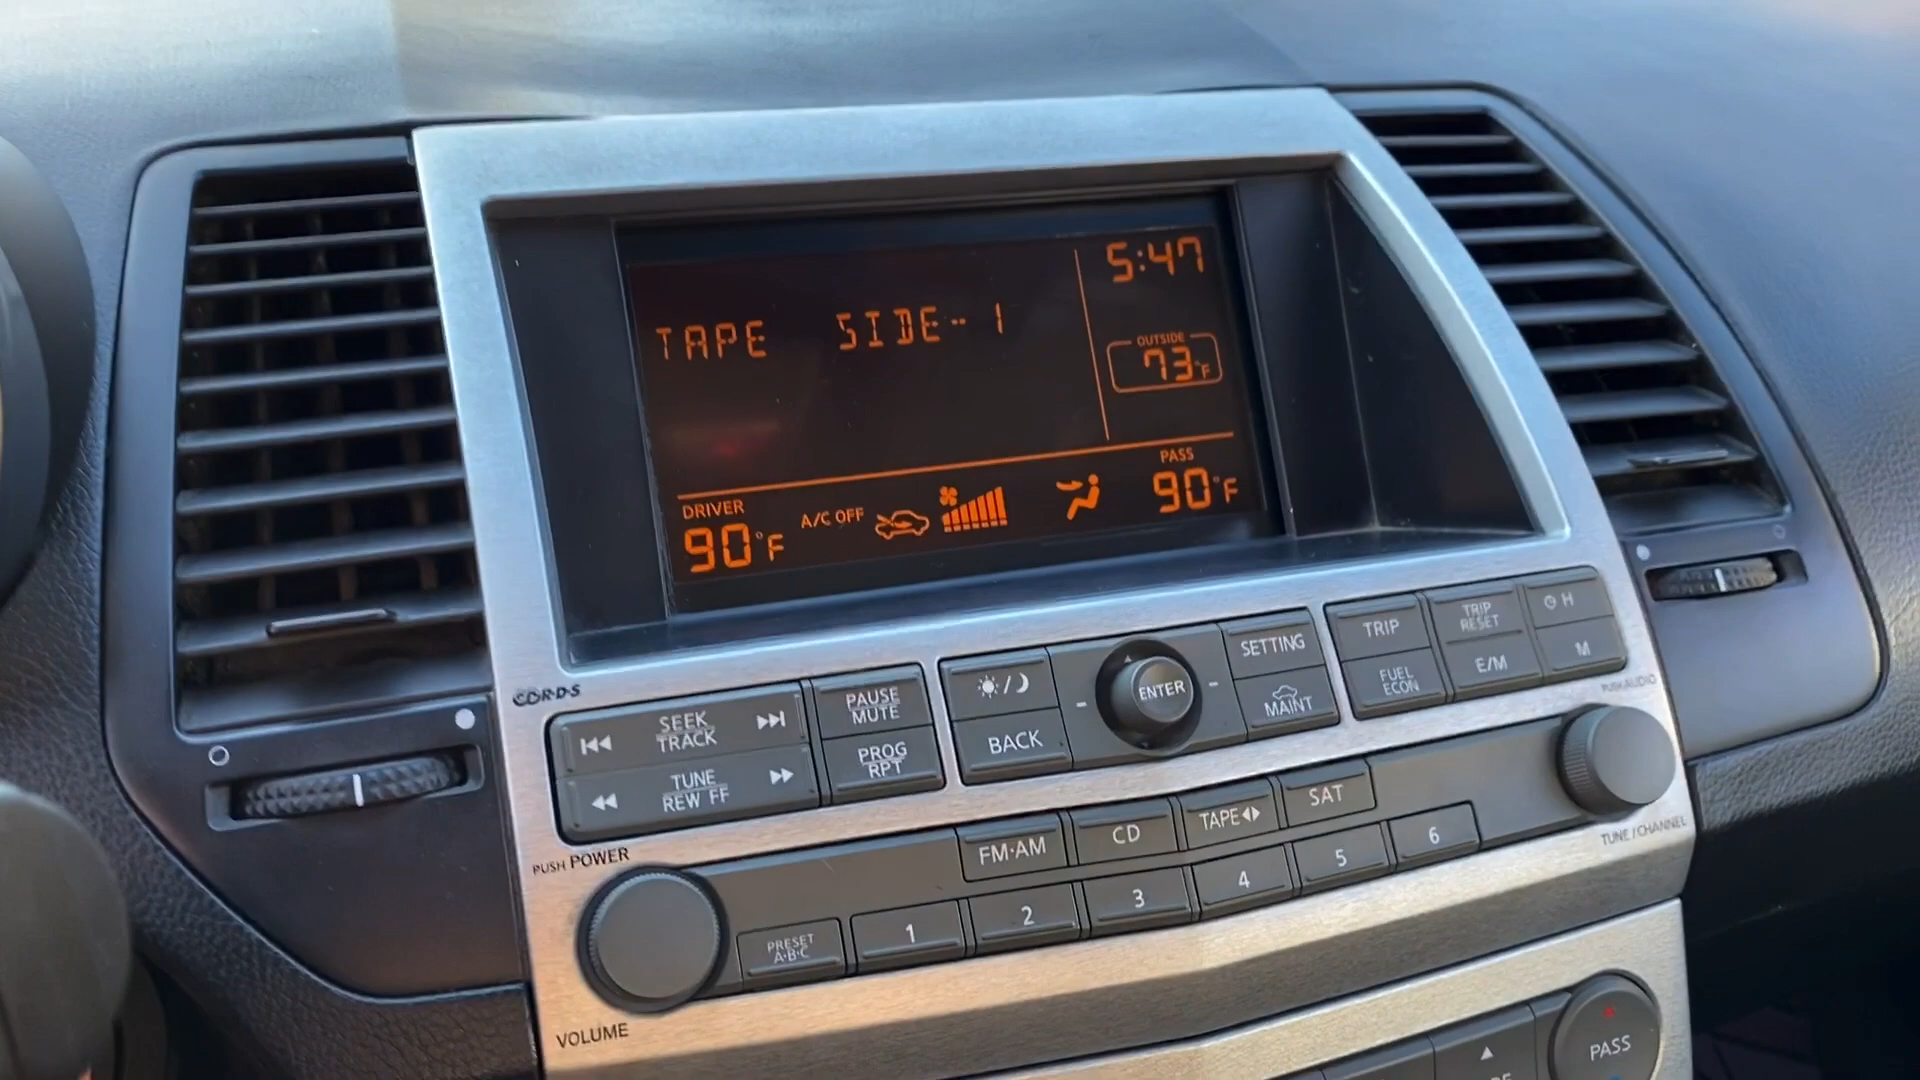 5:47
TAPE SIDE-1
OUTSIDE
73°F
PASS
90°F
DRIVER
90°F
A/C OFF
SEEK
TRACK
TUNE
REW FF
PAUSE
MUTE
PROG
RPT
BACK
ENTER
SETTING
MAINT
TRIP
FUEL
ECON
TRIP
RESET
E/M
H
M
PUSH AUDIO
PUSH POWER
FM·AM
CD
TAPE
SAT
TUNE/CHANNEL
PRESET
A·B·C
1
2
3
4
5
6
VOLUME
PASS